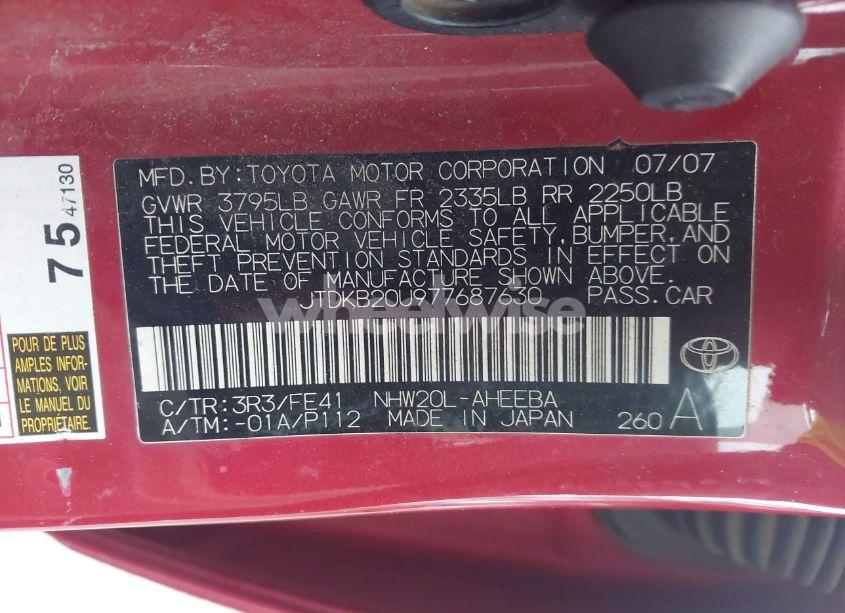 MFD. BY: TOYOTA MOTOR CORPORATION 07/07
GVWR 3795LB GAWR FR 2335LB RR 2250LB
THIS VEHICLE CONFORMS TO ALL APPLICABLE
FEDERAL MOTOR VEHICLE SAFETY, BUMPER, AND
THEFT PREVENTION STANDARDS IN EFFECT ON
THE DATE OF MANUFACTURE SHOWN ABOVE.
JTDKB20U977687630 PASS. CAR
C/TR: 3R3/FE41 NHW20L-AHEEBA
A/TM: -01A/P112 MADE IN JAPAN 260 A
75 47130
POUR DE PLUS
AMPLES INFOR-
MATIONS, VOIR
LE MANUEL DU
PROPRIÉTAIRE.
wheelwise